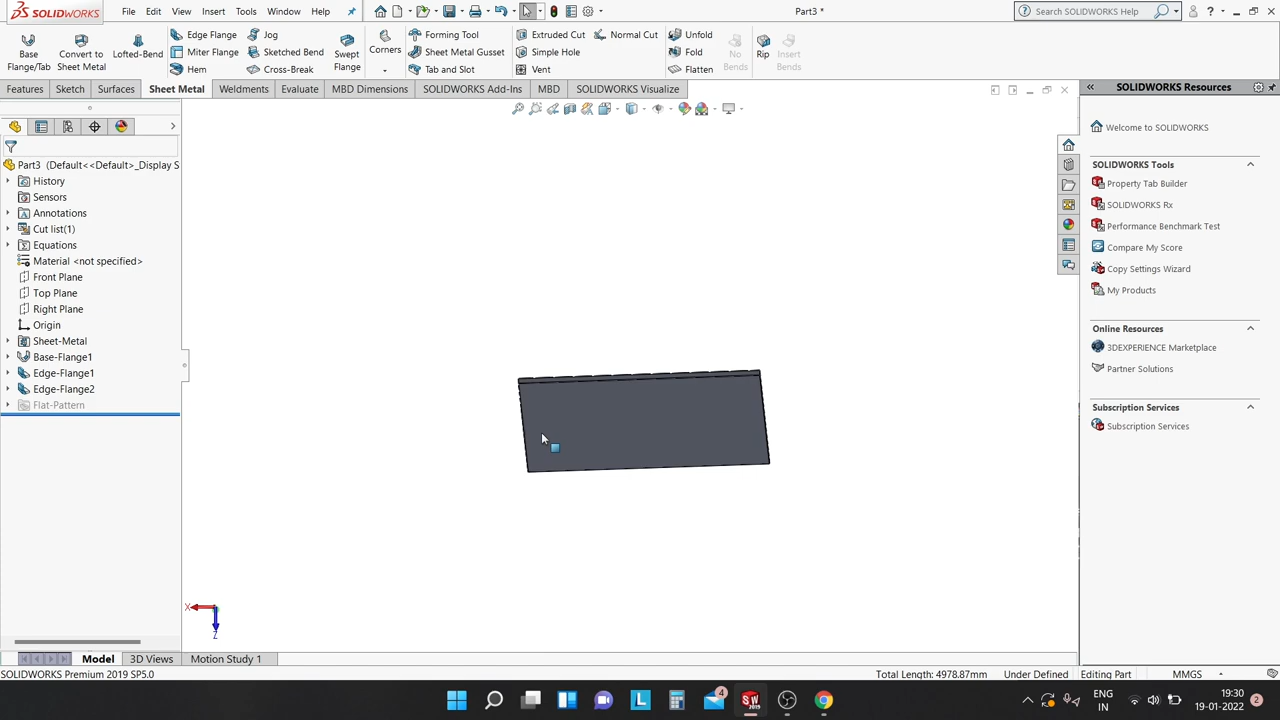 SOLIDWORKS File Edit View Insert Tools Window Help Part3 * Search SOLIDWORKS Help
Base Flange/Tab Convert to Sheet Metal Lofted-Bend Edge Flange Miter Flange Hem Jog Sketched Bend Cross-Break Swept Flange Corners Forming Tool Sheet Metal Gusset Tab and Slot Extruded Cut Simple Hole Vent Normal Cut Unfold Fold Flatten No Bends Rip Insert Bends
Features Sketch Surfaces Sheet Metal Weldments Evaluate MBD Dimensions SOLIDWORKS Add-Ins MBD SOLIDWORKS Visualize
SOLIDWORKS Resources
Part3 (Default<<Default>_Display S
History
Sensors
Annotations
Cut list(1)
Equations
Material <not specified>
Front Plane
Top Plane
Right Plane
Origin
Sheet-Metal
Base-Flange1
Edge-Flange1
Edge-Flange2
Flat-Pattern
Welcome to SOLIDWORKS
SOLIDWORKS Tools
Property Tab Builder
SOLIDWORKS Rx
Performance Benchmark Test
Compare My Score
Copy Settings Wizard
My Products
Online Resources
3DEXPERIENCE Marketplace
Partner Solutions
Subscription Services
Subscription Services
X
Z
Model 3D Views Motion Study 1
SOLIDWORKS Premium 2019 SP5.0 Total Length: 4978.87mm Under Defined Editing Part MMGS
4 SW 2019 ENG IN 19:30 19-01-2022 2